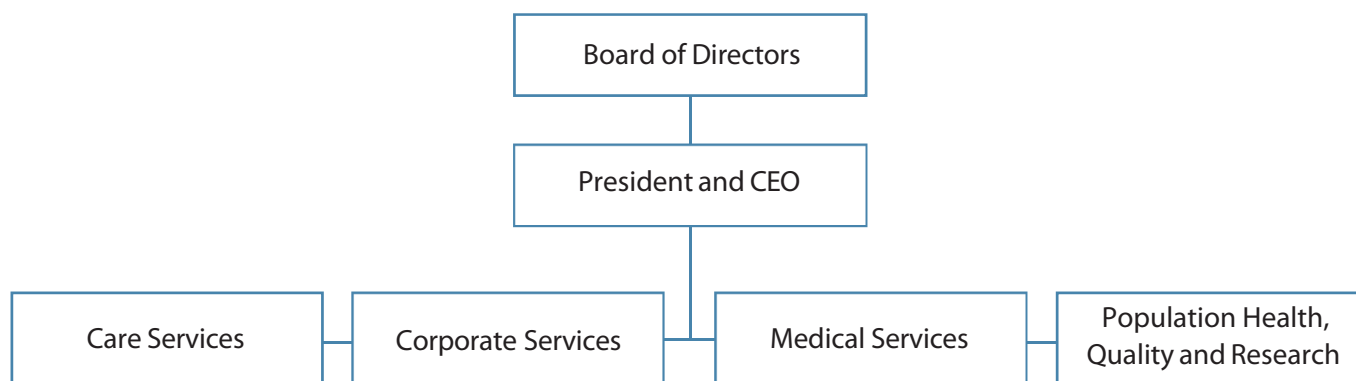 Board of Directors
President and CEO
Care Services
Corporate Services
Medical Services
Population Health,
Quality and Research